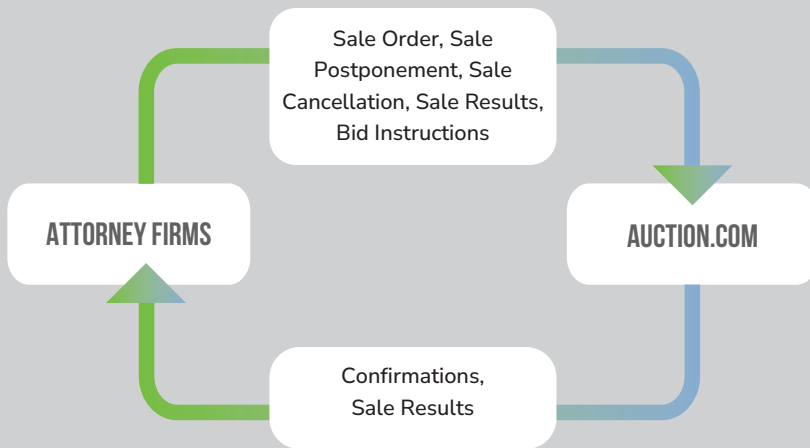 Sale Order, Sale
Postponement, Sale
Cancellation, Sale Results,
Bid Instructions
ATTORNEY FIRMS
AUCTION.COM
Confirmations,
Sale Results